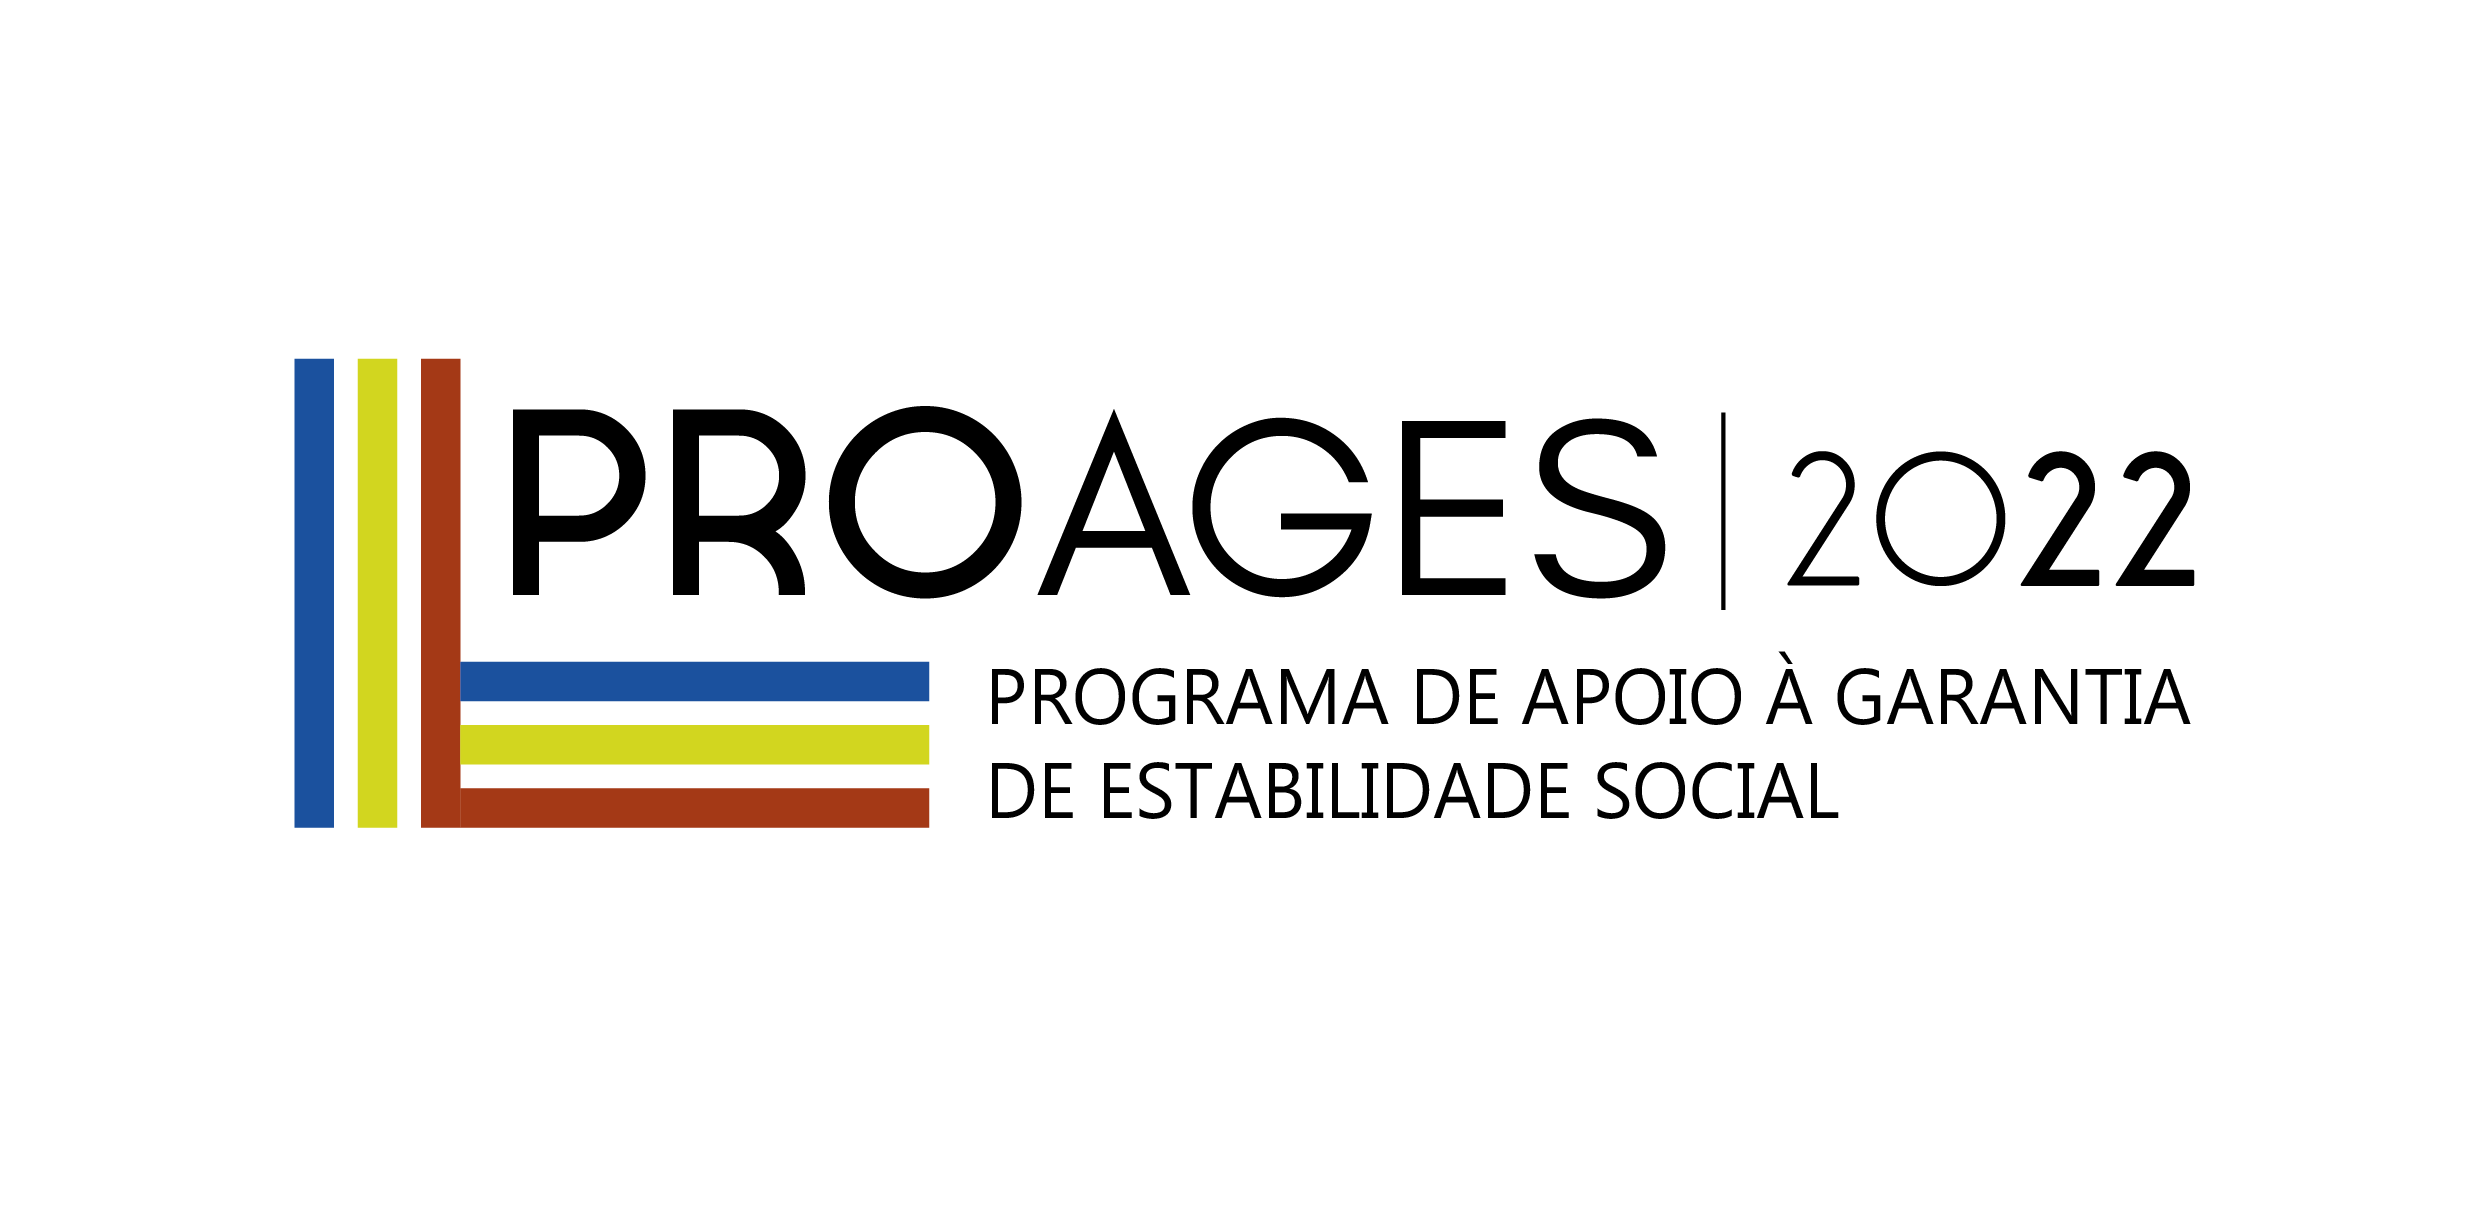 PROAGES | 2022
PROGRAMA DE APOIO À GARANTIA
DE ESTABILIDADE SOCIAL